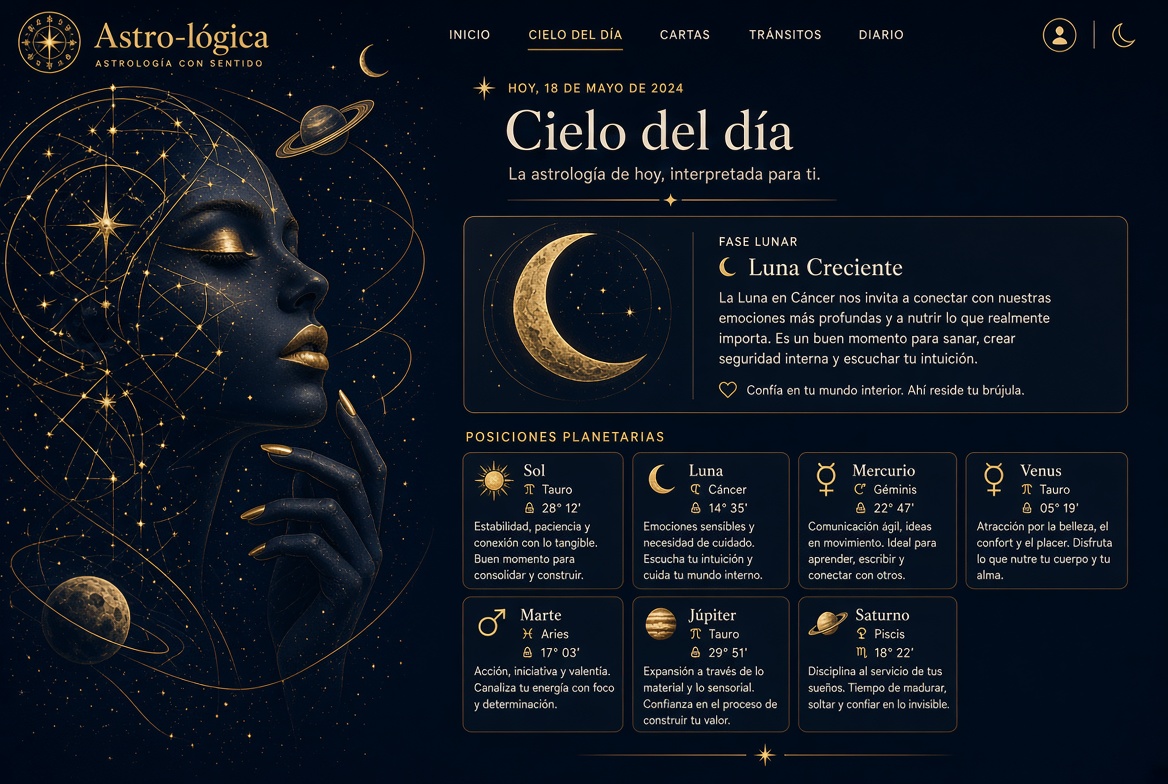 Astro-lógica
ASTROLOGÍA CON SENTIDO
INICIO
CIELO DEL DÍA
CARTAS
TRÁNSITOS
DIARIO
HOY, 18 DE MAYO DE 2024
Cielo del día
La astrología de hoy, interpretada para ti.
FASE LUNAR
Luna Creciente
La Luna en Cáncer nos invita a conectar con nuestras
emociones más profundas y a nutrir lo que realmente
importa. Es un buen momento para sanar, crear
seguridad interna y escuchar tu intuición.
Confía en tu mundo interior. Ahí reside tu brújula.
POSICIONES PLANETARIAS
Sol
Tauro
28° 12’
Estabilidad, paciencia y
conexión con lo tangible.
Buen momento para
consolidar y construir.
Luna
Cáncer
14° 35’
Emociones sensibles y
necesidad de cuidado.
Escucha tu intuición y
cuida tu mundo interno.
Mercurio
Géminis
22° 47’
Comunicación ágil, ideas
en movimiento. Ideal para
aprender, escribir y
conectar con otros.
Venus
Tauro
05° 19’
Atracción por la belleza, el
confort y el placer. Disfruta
lo que nutre tu cuerpo y tu
alma.
Marte
Aries
17° 03’
Acción, iniciativa y valentía.
Canaliza tu energía con foco
y determinación.
Júpiter
Tauro
29° 51’
Expansión a través de lo
material y lo sensorial.
Confianza en el proceso de
construir tu valor.
Saturno
Piscis
18° 22’
Disciplina al servicio de tus
sueños. Tiempo de madurar,
soltar y confiar en lo invisible.